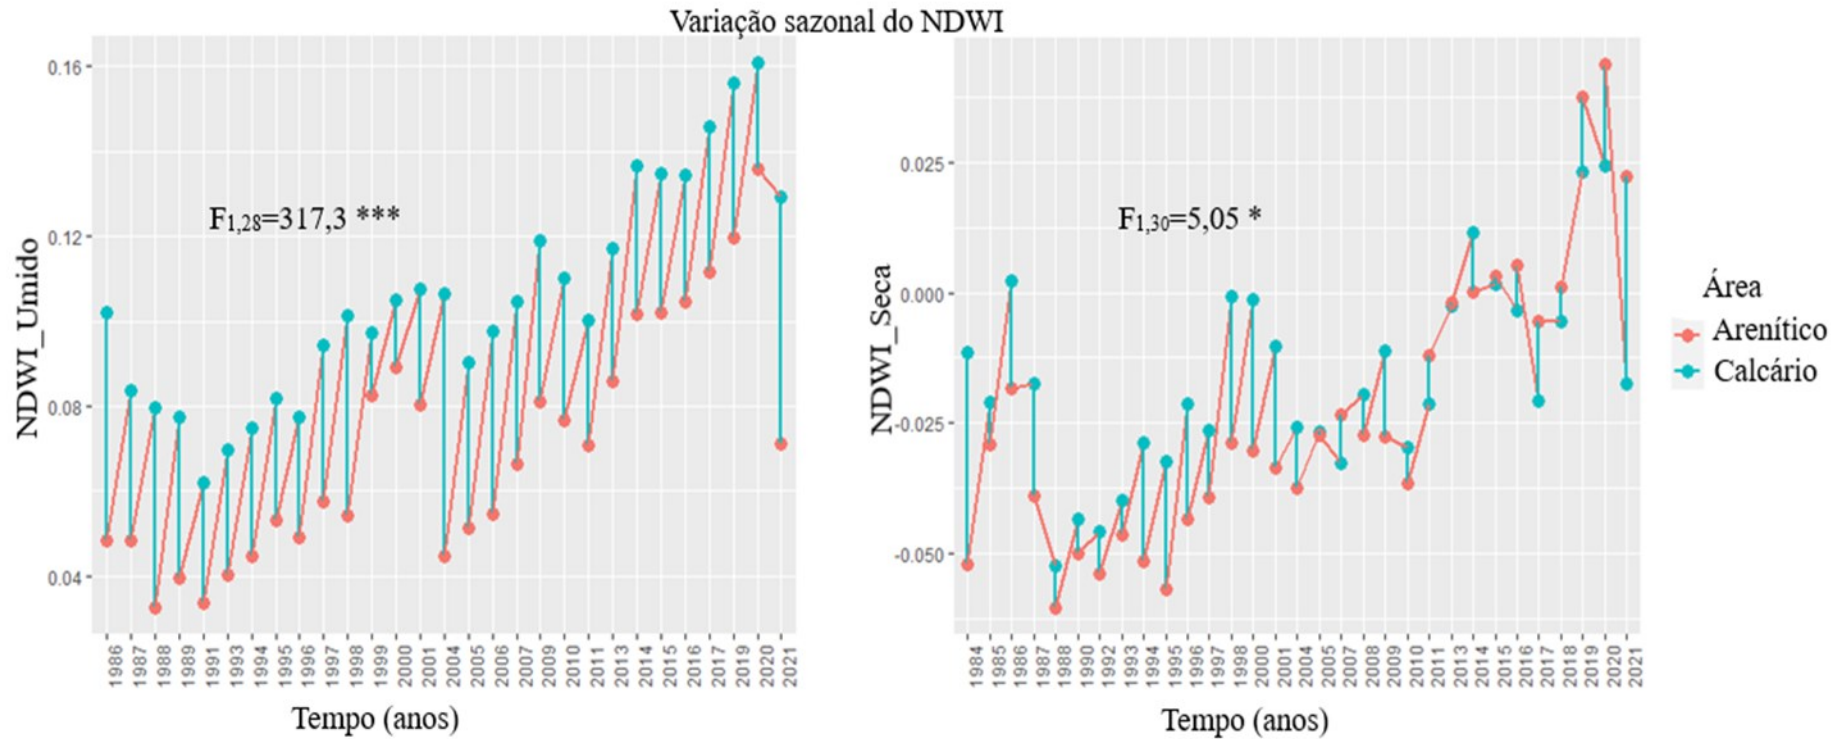 Variação sazonal do NDWI
NDWI_Umido
0.16
0.12
0.08
0.04
F1,28=317,3 ***
1986 1987 1988 1989 1991 1993 1994 1995 1996 1997 1998 1999 2000 2001 2004 2005 2006 2007 2009 2010 2011 2013 2014 2015 2016 2017 2019 2020 2021
Tempo (anos)
NDWI_Seca
0.025
0.000
-0.025
-0.050
F1,30=5,05 *
1984 1985 1986 1987 1988 1990 1992 1993 1994 1995 1996 1997 1998 2000 2001 2004 2005 2007 2008 2009 2010 2011 2013 2014 2015 2016 2017 2018 2019 2020 2021
Tempo (anos)
Área
Arenítico
Calcário